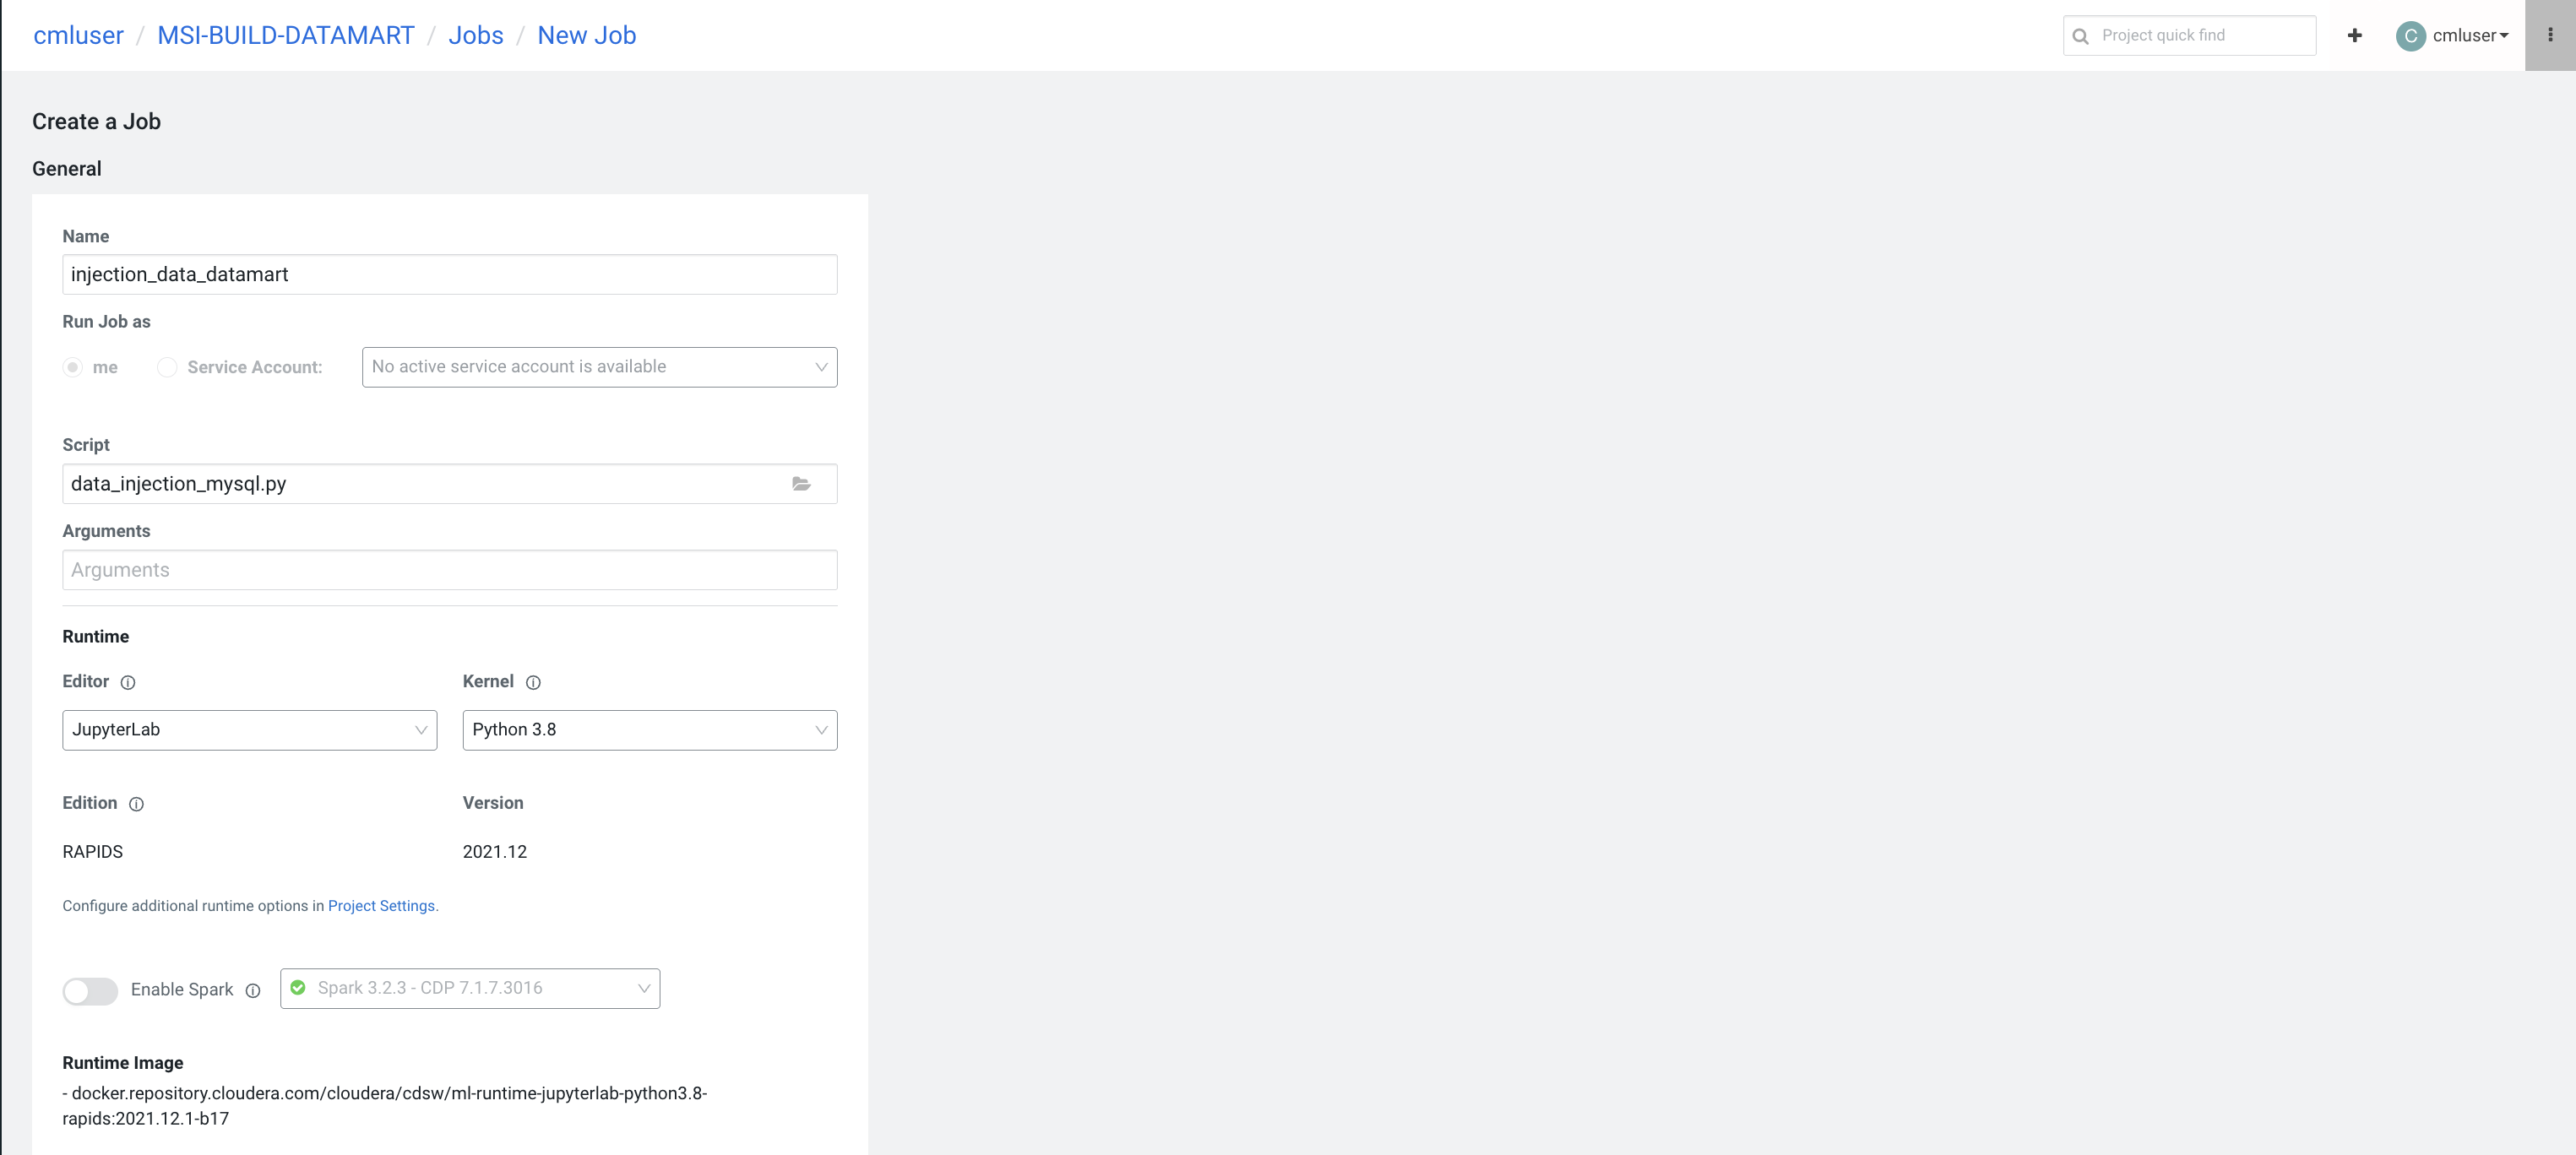 cmluser / MSI-BUILD-DATAMART / Jobs / New Job
Project quick find
C cmluser
Create a Job
General
Name
injection_data_datamart
Run Job as
me Service Account: No active service account is available
Script
data_injection_mysql.py
Arguments
Arguments
Runtime
Editor Kernel
JupyterLab Python 3.8
Edition Version
RAPIDS 2021.12
Configure additional runtime options in Project Settings.
Enable Spark Spark 3.2.3 - CDP 7.1.7.3016
Runtime Image
- docker.repository.cloudera.com/cloudera/cdsw/ml-runtime-jupyterlab-python3.8-
rapids:2021.12.1-b17